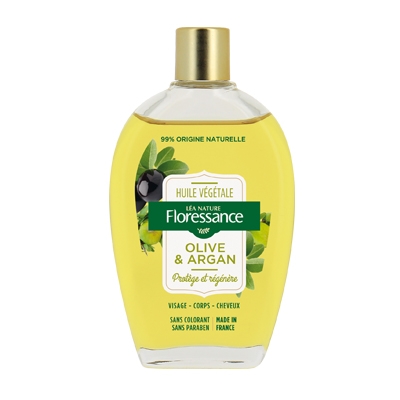 99% ORIGINE NATURELLE
HUILE VÉGÉTALE
LÉA NATURE
Floressance
OLIVE
& ARGAN
Protège et régénère
VISAGE - CORPS - CHEVEUX
SANS COLORANT
SANS PARABEN
MADE IN
FRANCE